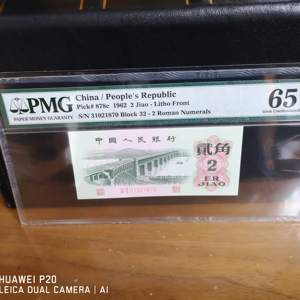 PMG
PAPER MONEY GUARANTY
China / People's Republic
Pick# 878c 1962 2 Jiao - Litho Front
S/N 31021870 Block 32 - 2 Roman Numerals
65
中国人民银行
贰角
2
ER
JIAO
HUAWEI P20
LEICA DUAL CAMERA | AI